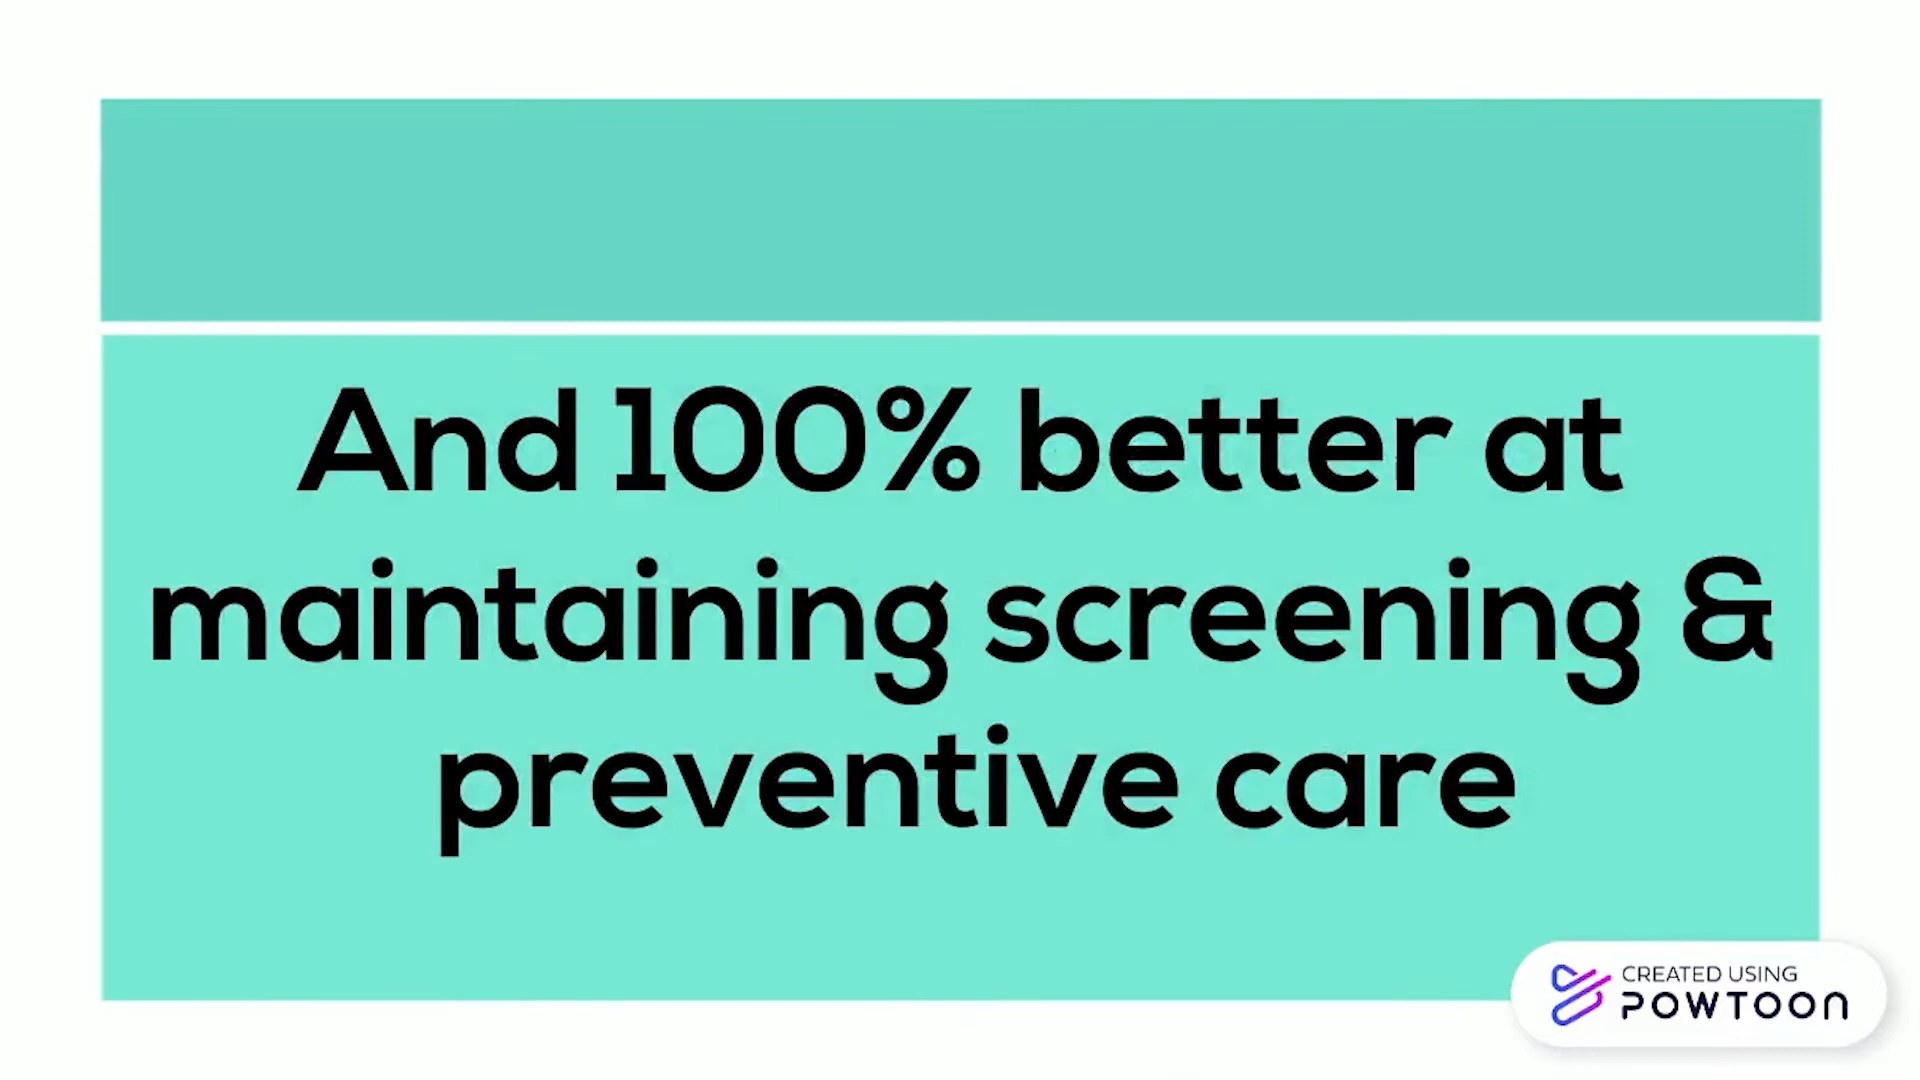 And 100% better at
maintaining screening &
preventive care
CREATED USING
POWTOON